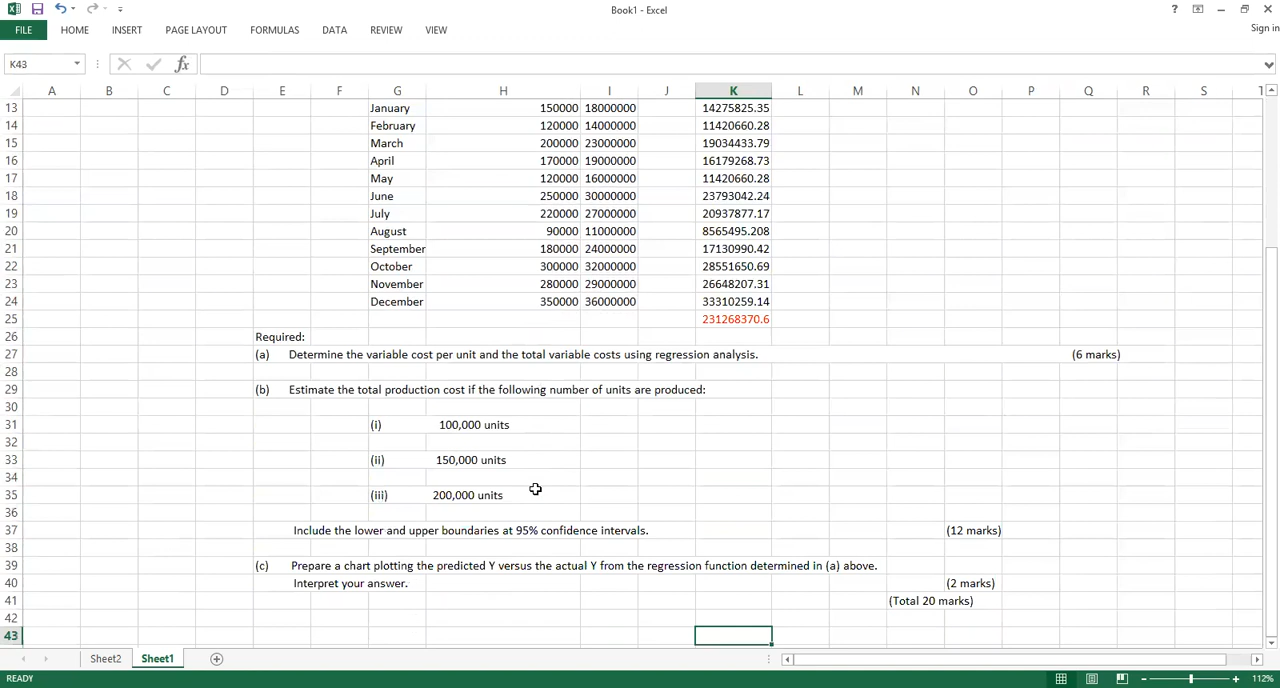 Book1 - Excel
?
FILE HOME INSERT PAGE LAYOUT FORMULAS DATA REVIEW VIEW
Sign in
K43 fx
A B C D E F G H I J K L M N O P Q R S T
13 January 150000 18000000 14275825.35
14 February 120000 14000000 11420660.28
15 March 200000 23000000 19034433.79
16 April 170000 19000000 16179268.73
17 May 120000 16000000 11420660.28
18 June 250000 30000000 23793042.24
19 July 220000 27000000 20937877.17
20 August 90000 11000000 8565495.208
21 September 180000 24000000 17130990.42
22 October 300000 32000000 28551650.69
23 November 280000 29000000 26648207.31
24 December 350000 36000000 33310259.14
25 231268370.6
26 Required:
27 (a) Determine the variable cost per unit and the total variable costs using regression analysis. (6 marks)
28
29 (b) Estimate the total production cost if the following number of units are produced:
30
31 (i) 100,000 units
32
33 (ii) 150,000 units
34
35 (iii) 200,000 units
36
37 Include the lower and upper boundaries at 95% confidence intervals. (12 marks)
38
39 (c) Prepare a chart plotting the predicted Y versus the actual Y from the regression function determined in (a) above.
40 Interpret your answer. (2 marks)
41 (Total 20 marks)
42
43
Sheet2 Sheet1
READY 112%